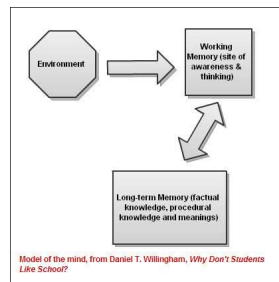 Working
Memory (site of
awareness &
thinking)
Environment
Long-term Memory (factual
knowledge, procedural
knowledge and meanings)
Model of the mind, from Daniel T. Willingham, Why Don't Students
Like School?